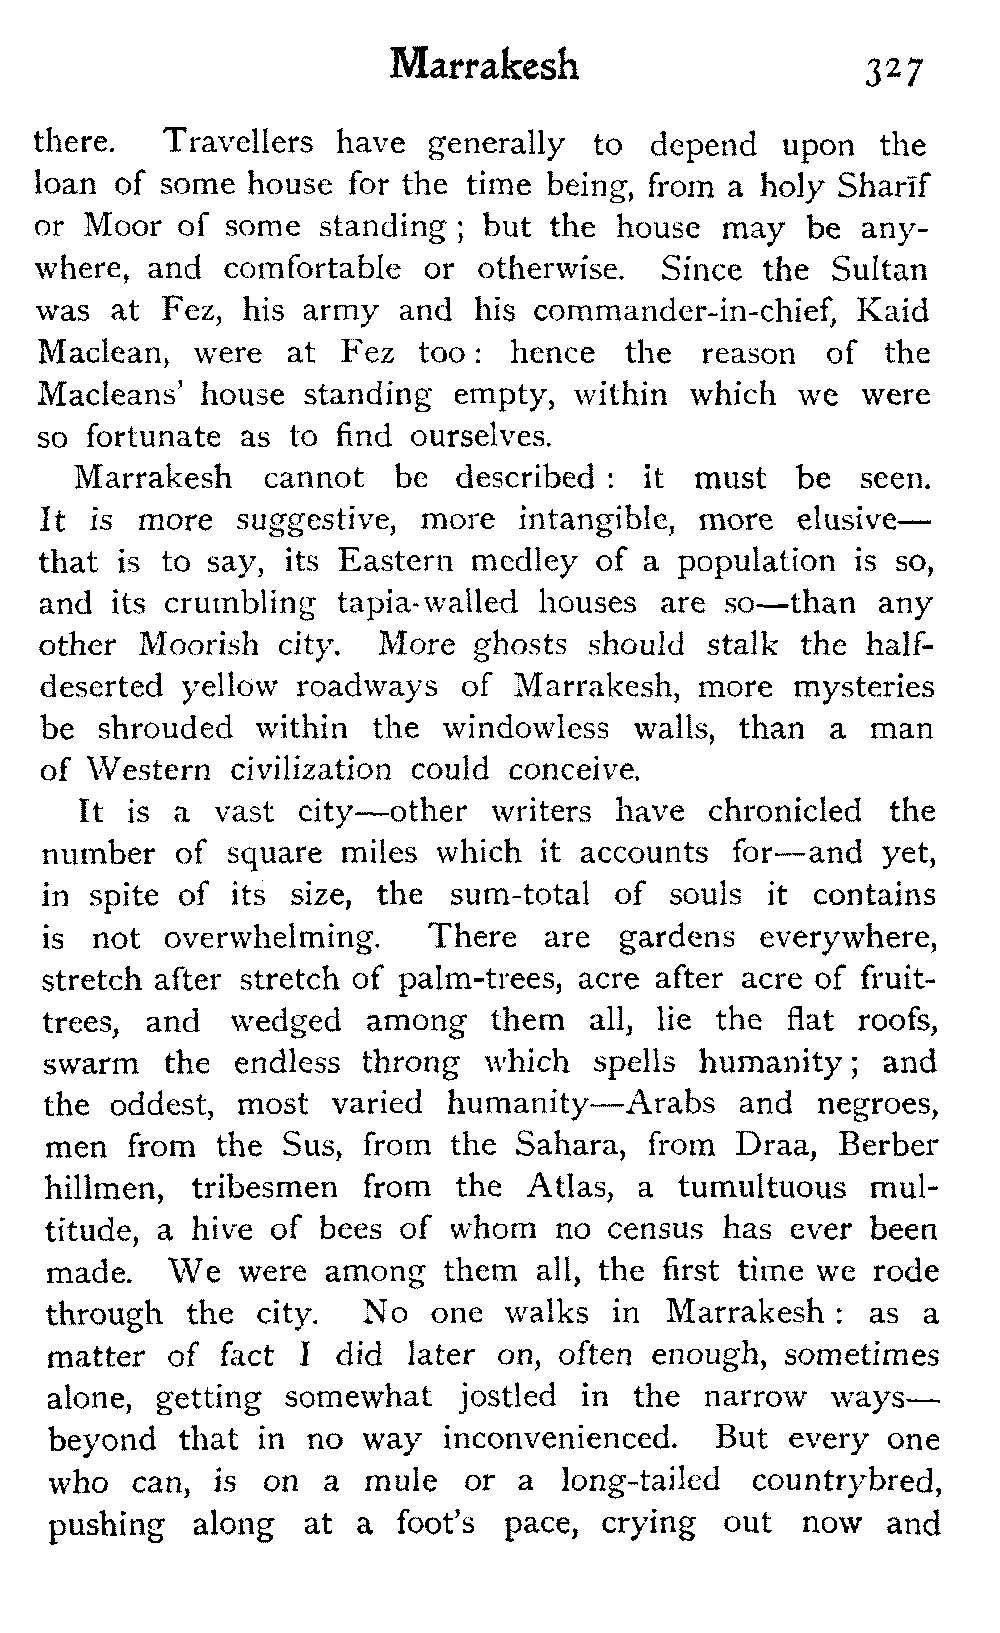 Marrakesh 327
there. Travellers have generally to depend upon the
loan of some house for the time being, from a holy Sharīf
or Moor of some standing ; but the house may be any-
where, and comfortable or otherwise. Since the Sultan
was at Fez, his army and his commander-in-chief, Kaid
Maclean, were at Fez too : hence the reason of the
Macleans' house standing empty, within which we were
so fortunate as to find ourselves.
Marrakesh cannot be described : it must be seen.
It is more suggestive, more intangible, more elusive—
that is to say, its Eastern medley of a population is so,
and its crumbling tapia-walled houses are so—than any
other Moorish city. More ghosts should stalk the half-
deserted yellow roadways of Marrakesh, more mysteries
be shrouded within the windowless walls, than a man
of Western civilization could conceive.
It is a vast city—other writers have chronicled the
number of square miles which it accounts for—and yet,
in spite of its size, the sum-total of souls it contains
is not overwhelming. There are gardens everywhere,
stretch after stretch of palm-trees, acre after acre of fruit-
trees, and wedged among them all, lie the flat roofs,
swarm the endless throng which spells humanity ; and
the oddest, most varied humanity—Arabs and negroes,
men from the Sus, from the Sahara, from Draa, Berber
hillmen, tribesmen from the Atlas, a tumultuous mul-
titude, a hive of bees of whom no census has ever been
made. We were among them all, the first time we rode
through the city. No one walks in Marrakesh : as a
matter of fact I did later on, often enough, sometimes
alone, getting somewhat jostled in the narrow ways—
beyond that in no way inconvenienced. But every one
who can, is on a mule or a long-tailed countrybred,
pushing along at a foot's pace, crying out now and